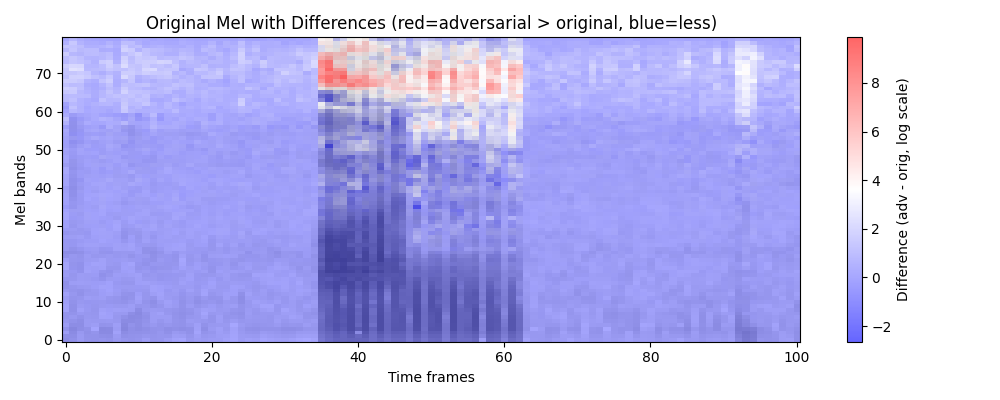 Original Mel with Differences (red=adversarial > original, blue=less)
Mel bands
70
60
50
40
30
20
10
0
0 20 40 60 80 100
Time frames
8
6
4
2
0
−2
Difference (adv - orig, log scale)